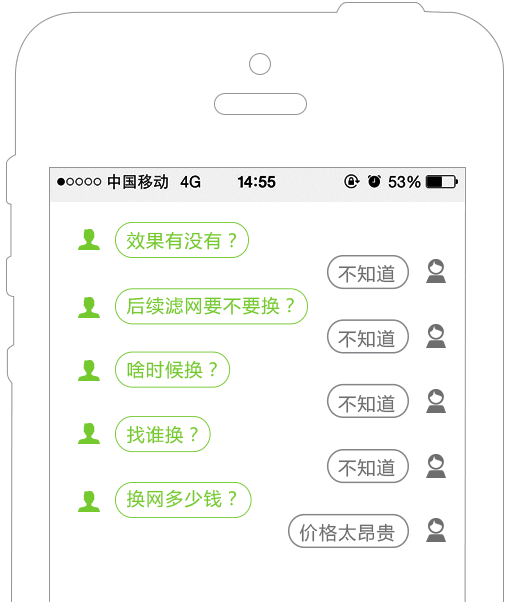 中国移动 4G 14:55 53%
效果有没有？
不知道
后续滤网要不要换？
不知道
啥时候换？
不知道
找谁换？
不知道
换网多少钱？
价格太昂贵